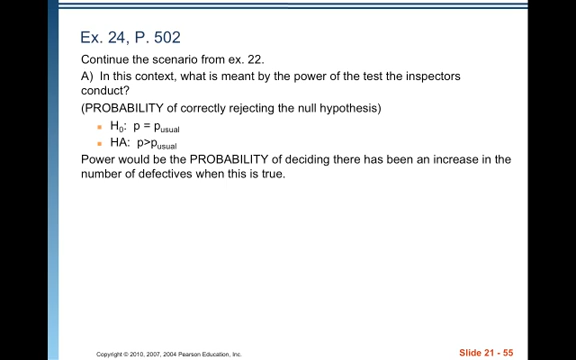 Ex. 24, P. 502
Continue the scenario from ex. 22.
A) In this context, what is meant by the power of the test the inspectors
conduct?
(PROBABILITY of correctly rejecting the null hypothesis)
H0: p = pusual
HA: p>pusual
Power would be the PROBABILITY of deciding there has been an increase in the
number of defectives when this is true.
Copyright © 2010, 2007, 2004 Pearson Education, Inc.
Slide 21 - 55